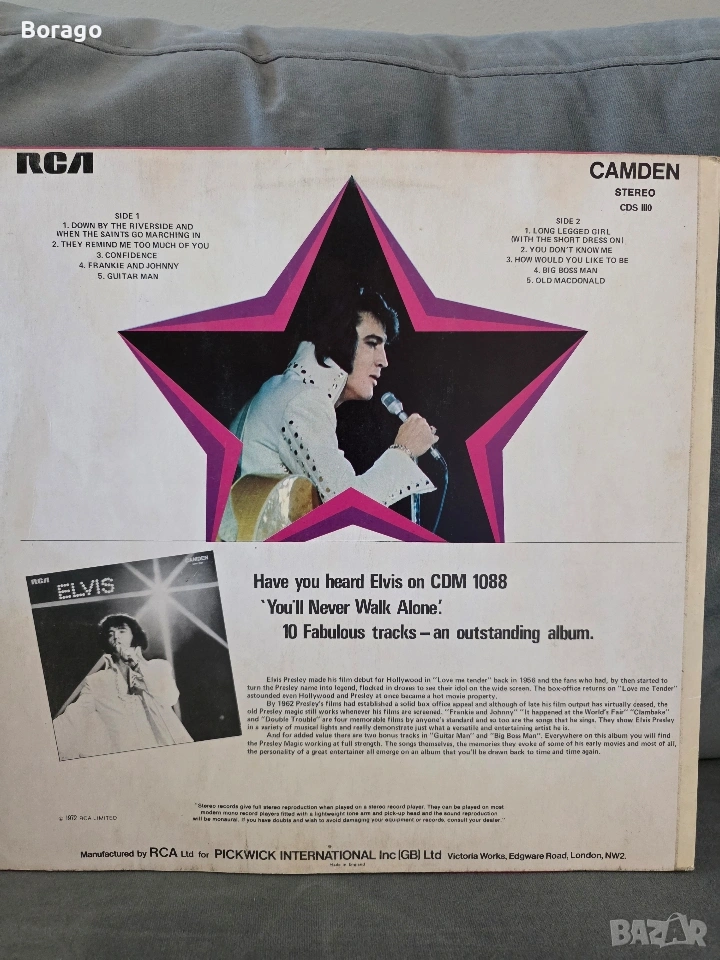 Borago
RCA
CAMDEN
STEREO
CDS 1110
SIDE 1
1. DOWN BY THE RIVERSIDE AND
WHEN THE SAINTS GO MARCHING IN
2. THEY REMIND ME TOO MUCH OF YOU
3. CONFIDENCE
4. FRANKIE AND JOHNNY
5. GUITAR MAN
SIDE 2
1. LONG LEGGED GIRL
(WITH THE SHORT DRESS ON)
2. YOU DON'T KNOW ME
3. HOW WOULD YOU LIKE TO BE
4. BIG BOSS MAN
5. OLD MACDONALD
RCA
CAMDEN
ELVIS
Have you heard Elvis on CDM 1088
'You'll Never Walk Alone'.
10 Fabulous tracks – an outstanding album.
Elvis Presley made his film debut for Hollywood in "Love me tender" back in 1956 and the fans who had, by then started to
turn the Presley name into legend, flocked in droves to see their idol on the wide screen. The box-office returns on "Love me Tender"
astounded even Hollywood and Presley at once became a hot movie property.
By 1962 Presley's films had established a solid box office appeal and although of late his film output has virtually ceased, the
old Presley magic still works whenever his films are screened. "Frankie and Johnny" "It happened at the World's Fair" "Clambake"
and "Double Trouble" are four memorable films by anyone's standard and so too are the songs that he sings. They show Elvis Presley
in a variety of musical lights and really demonstrate just what a versatile and entertaining artist he is.
And for added value there are two bonus tracks in "Guitar Man" and "Big Boss Man". Everywhere on this album you will find
the Presley Magic working at full strength. The songs themselves, the memories they evoke of some of his early movies and most of all,
the personality of a great entertainer all emerge on an album that you'll be drawn back to time and time again.
"Stereo records give full stereo reproduction when played on a stereo record player. They can be played on most
modern mono record players fitted with a lightweight tone arm and pick-up head and the sound reproduction
will be monaural. If you have doubts and wish to avoid damaging your equipment or records, consult your dealer."
© 1972 RCA LIMITED
Manufactured by RCA Ltd for PICKWICK INTERNATIONAL Inc (GB) Ltd Victoria Works, Edgware Road, London, NW2.
Made in England
BAZAR